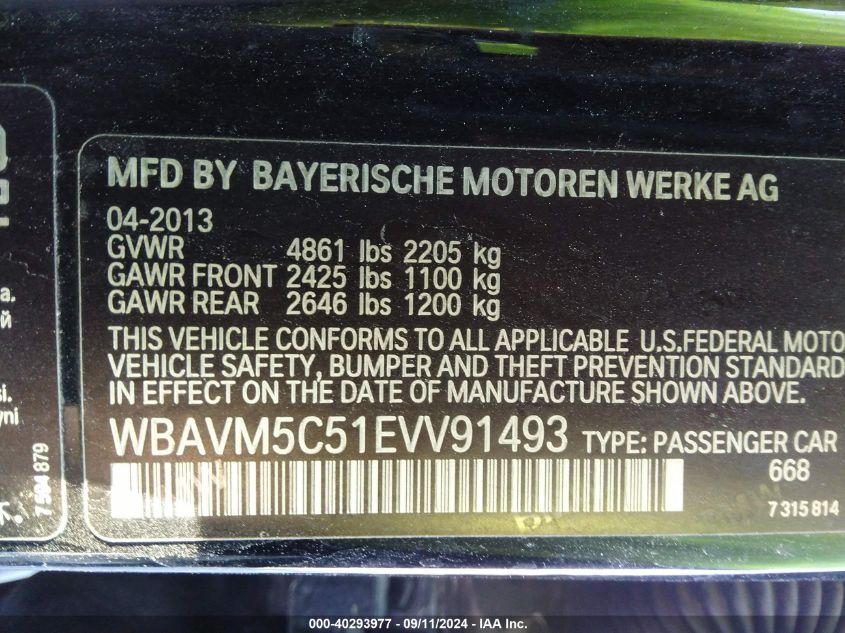 MFD BY BAYERISCHE MOTOREN WERKE AG
04-2013
GVWR 4861 lbs 2205 kg
GAWR FRONT 2425 lbs 1100 kg
GAWR REAR 2646 lbs 1200 kg
THIS VEHICLE CONFORMS TO ALL APPLICABLE U.S.FEDERAL MOTO
VEHICLE SAFETY, BUMPER AND THEFT PREVENTION STANDARD
IN EFFECT ON THE DATE OF MANUFACTURE SHOWN ABOVE.
WBAVM5C51EVV91493 TYPE: PASSENGER CAR
668
7 315 814
7 504 879
000-40293977 - 09/11/2024 - IAA Inc.